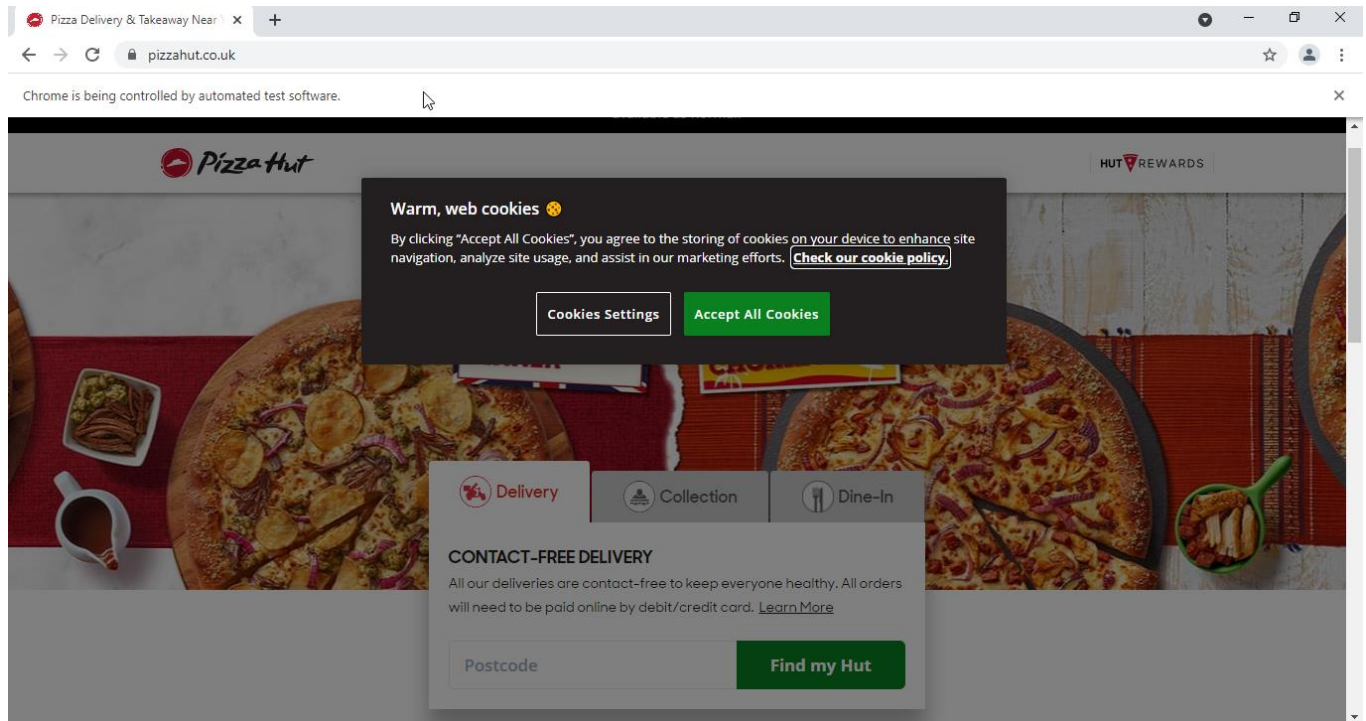 Pizza Delivery & Takeaway Near
pizzahut.co.uk
Chrome is being controlled by automated test software.
Pizza Hut
HUT REWARDS
Warm, web cookies
By clicking “Accept All Cookies”, you agree to the storing of cookies on your device to enhance site
navigation, analyze site usage, and assist in our marketing efforts. Check our cookie policy.
Cookies Settings
Accept All Cookies
Delivery
Collection
Dine-In
CONTACT-FREE DELIVERY
All our deliveries are contact-free to keep everyone healthy. All orders
will need to be paid online by debit/credit card. Learn More
Postcode
Find my Hut